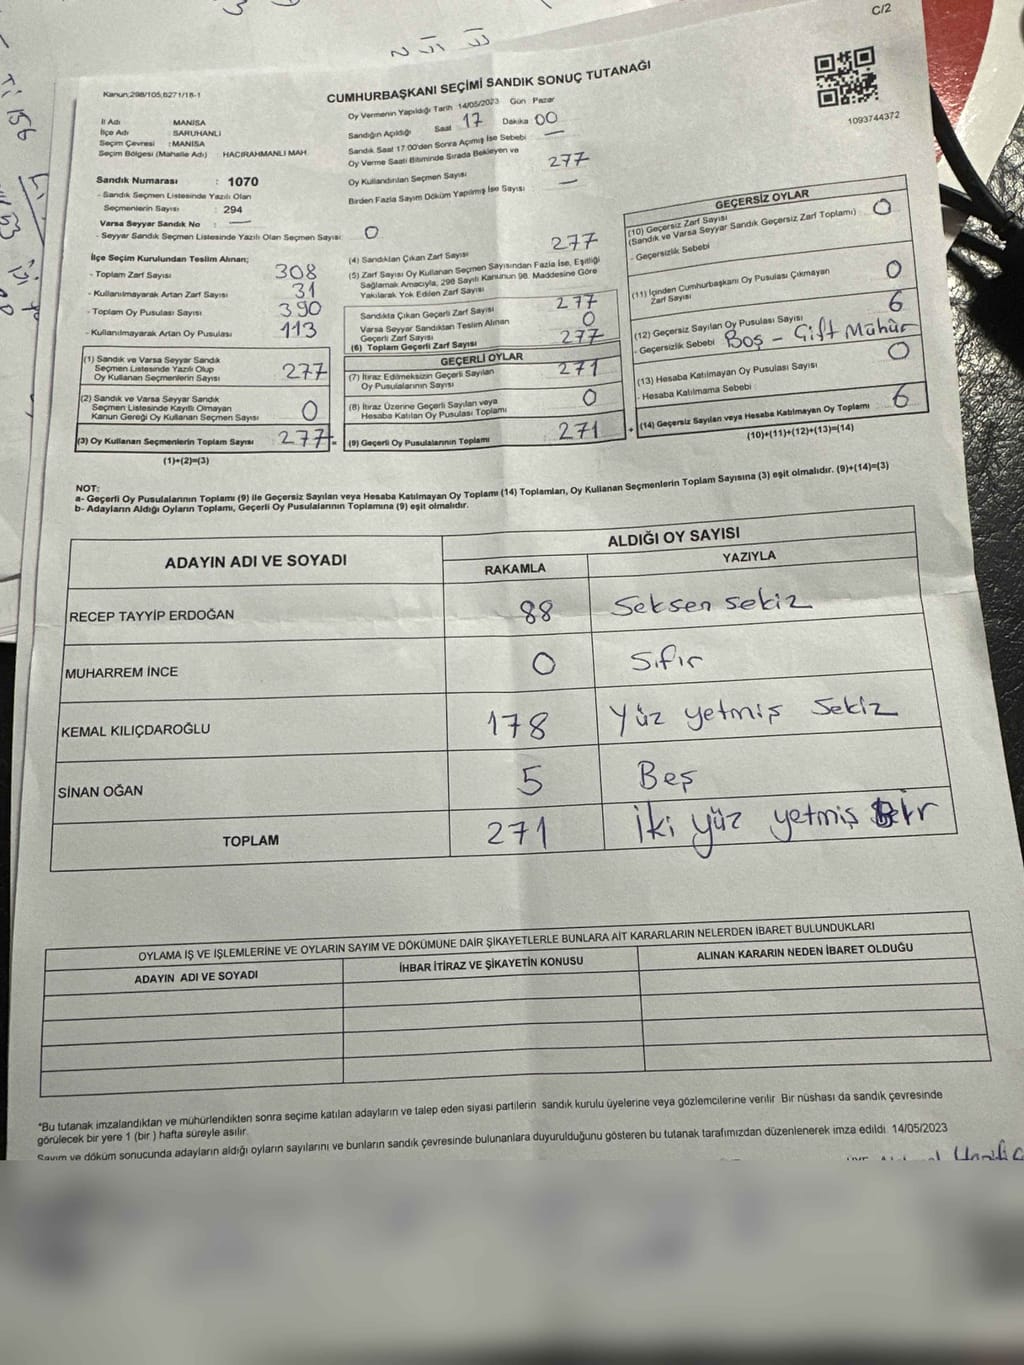 C/2
Kanun;298/105,6271/18-1
CUMHURBAŞKANI SEÇİMİ SANDIK SONUÇ TUTANAĞI
1093744372
İl Adı : MANİSA
İlçe Adı : SARUHANLI
Seçim Çevresi : MANİSA
Seçim Bölgesi (Mahalle Adı) : HACIRAHMANLI MAH.
Sandık Numarası : 1070
- Sandık Seçmen Listesinde Yazılı Olan
Seçmenlerin Sayısı : 294
Varsa Seyyar Sandık No : —
- Seyyar Sandık Seçmen Listesinde Yazılı Olan Seçmen Sayısı: 0
İlçe Seçim Kurulundan Teslim Alınan;
- Toplam Zarf Sayısı 308
- Kullanılmayarak Artan Zarf Sayısı 31
- Toplam Oy Pusulası Sayısı 390
- Kullanılmayarak Artan Oy Pusulası 113
(1) Sandık ve Varsa Seyyar Sandık
Seçmen Listesinde Yazılı Olup
Oy Kullanan Seçmenlerin Sayısı 277
(2) Sandık ve Varsa Seyyar Sandık
Seçmen Listesinde Kayıtlı Olmayan
Kanun Gereği Oy Kullanan Seçmen Sayısı 0
(3) Oy Kullanan Seçmenlerin Toplam Sayısı 277 =
(1)+(2)=(3)
Oy Vermenin Yapıldığı Tarih 14/05/2023 Gün : Pazar
Sandığın Açıldığı Saat 17 Dakika 00
Sandık Saat 17:00'den Sonra Açılmış İse Sebebi —
Oy Verme Saati Bitiminde Sırada Bekleyen ve
Oy Kullandırılan Seçmen Sayısı 277
Birden Fazla Sayım Döküm Yapılmış İse Sayısı —
(4) Sandıktan Çıkan Zarf Sayısı 277
(5) Zarf Sayısı Oy Kullanan Seçmen Sayısından Fazla İse, Eşitliği
Sağlamak Amacıyla, 298 Sayılı Kanunun 98. Maddesine Göre
Yakılarak Yok Edilen Zarf Sayısı
Sandıkta Çıkan Geçerli Zarf Sayısı 277
Varsa Seyyar Sandıktan Teslim Alınan
Geçerli Zarf Sayısı 0
(6) Toplam Geçerli Zarf Sayısı 277
GEÇERLİ OYLAR
(7) İtiraz Edilmeksizin Geçerli Sayılan
Oy Pusulalarının Sayısı 271
(8) İtiraz Üzerine Geçerli Sayılan veya
Hesaba Katılan Oy Pusulası Toplamı 0
(9) Geçerli Oy Pusulalarının Toplamı 271
GEÇERSİZ OYLAR
(10) Geçersiz Zarf Sayısı
(Sandık ve Varsa Seyyar Sandık Geçersiz Zarf Toplamı) 0
- Geçersizlik Sebebi
(11) İçinden Cumhurbaşkanı Oy Pusulası Çıkmayan
Zarf Sayısı 0
(12) Geçersiz Sayılan Oy Pusulası Sayısı 6
- Geçersizlik Sebebi Boş - Çift Mühür
(13) Hesaba Katılmayan Oy Pusulası Sayısı 0
- Hesaba Katılmama Sebebi
+ (14) Geçersiz Sayılan veya Hesaba Katılmayan Oy Toplamı 6
(10)+(11)+(12)+(13)=(14)
NOT:
a- Geçerli Oy Pusulalarının Toplamı (9) ile Geçersiz Sayılan veya Hesaba Katılmayan Oy Toplamı (14) Toplamları, Oy Kullanan Seçmenlerin Toplam Sayısına (3) eşit olmalıdır. (9)+(14)=(3)
b- Adayların Aldığı Oyların Toplamı, Geçerli Oy Pusulalarının Toplamına (9) eşit olmalıdır.
ADAYIN ADI VE SOYADI
ALDIĞI OY SAYISI
RAKAMLA YAZIYLA
RECEP TAYYİP ERDOĞAN 88 Seksen sekiz
MUHARREM İNCE 0 Sıfır
KEMAL KILIÇDAROĞLU 178 Yüz yetmiş sekiz
SİNAN OĞAN 5 Beş
TOPLAM 271 İki yüz yetmiş Bir
OYLAMA İŞ VE İŞLEMLERİNE VE OYLARIN SAYIM VE DÖKÜMÜNE DAİR ŞİKAYETLERLE BUNLARA AİT KARARLARIN NELERDEN İBARET BULUNDUKLARI
ADAYIN ADI VE SOYADI İHBAR İTİRAZ VE ŞİKAYETİN KONUSU ALINAN KARARIN NEDEN İBARET OLDUĞU
*Bu tutanak imzalandıktan ve mühürlendikten sonra seçime katılan adayların ve talep eden siyasi partilerin sandık kurulu üyelerine veya gözlemcilerine verilir. Bir nüshası da sandık çevresinde
görülecek bir yere 1 (bir ) hafta süreyle asılır.
Sayım ve döküm sonucunda adayların aldığı oyların sayılarını ve bunların sandık çevresinde bulunanlara duyurulduğunu gösteren bu tutanak tarafımızdan düzenlenerek imza edildi. 14/05/2023